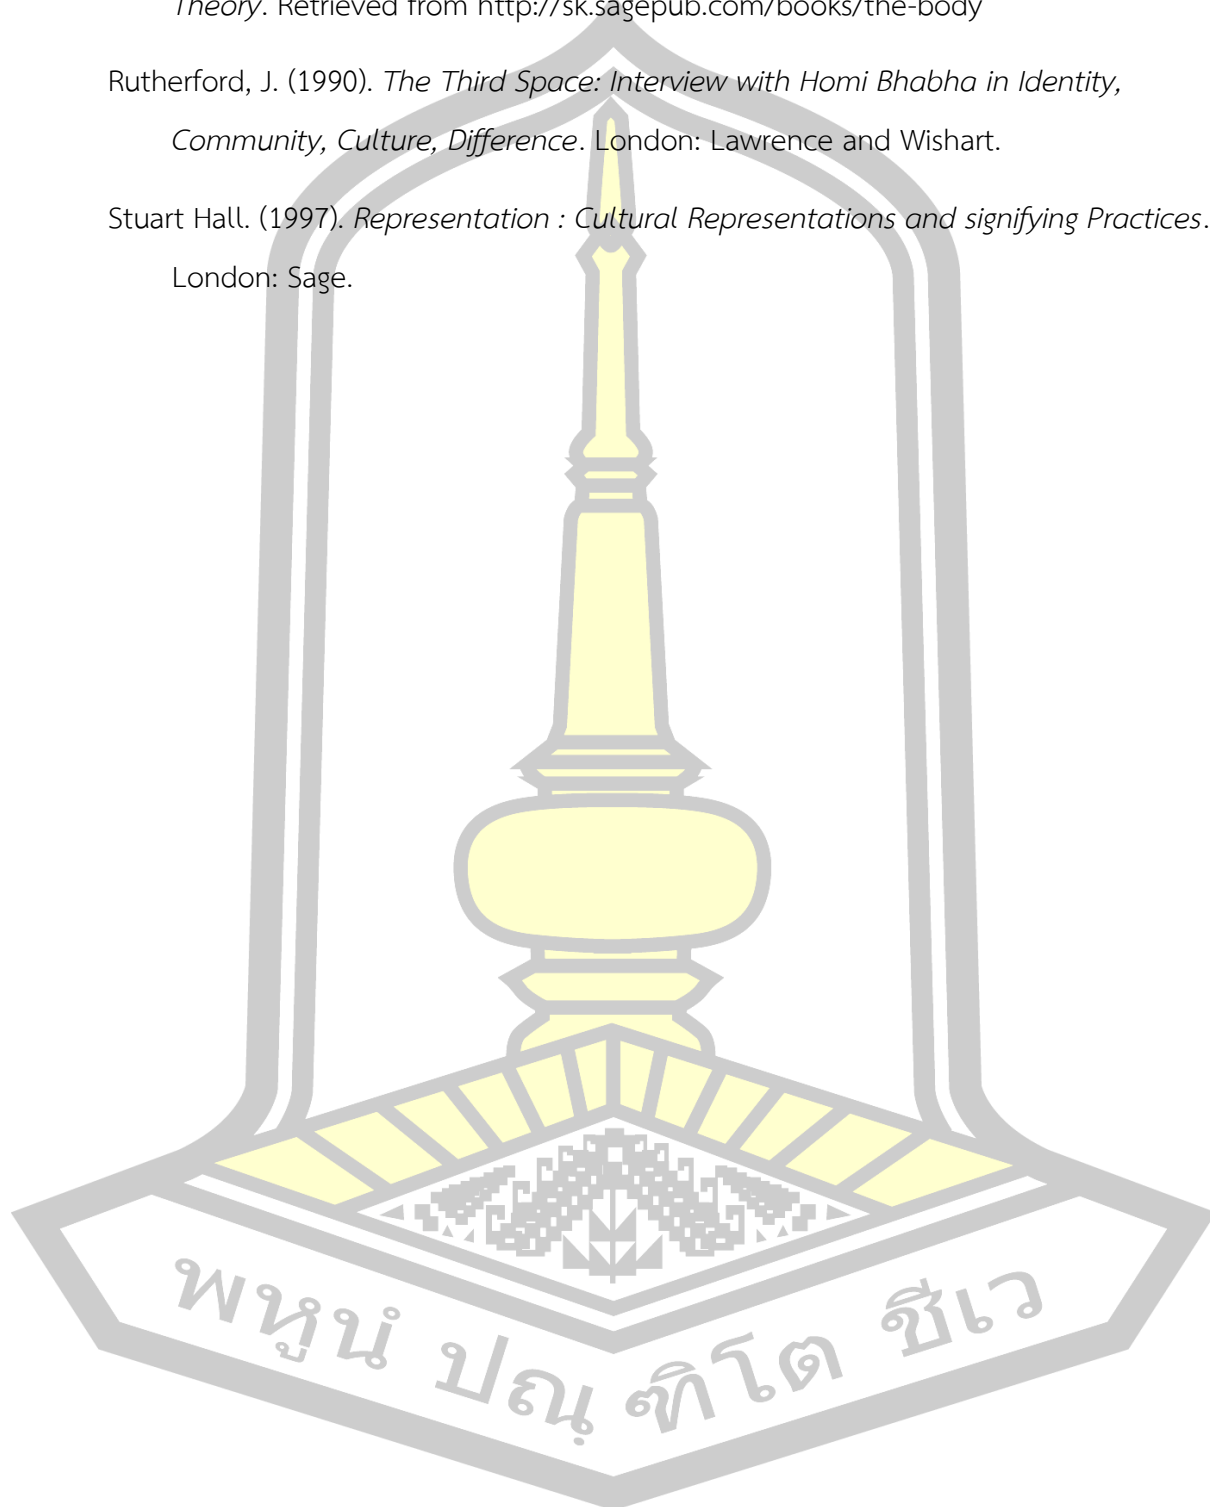 Theory. Retrieved from http://sk.sagepub.com/books/the-body
Rutherford, J. (1990). The Third Space: Interview with Homi Bhabha in Identity,
Community, Culture, Difference. London: Lawrence and Wishart.
Stuart Hall. (1997). Representation : Cultural Representations and signifying Practices.
London: Sage.
พหูนํ ปณฺฑิโต ชีเว